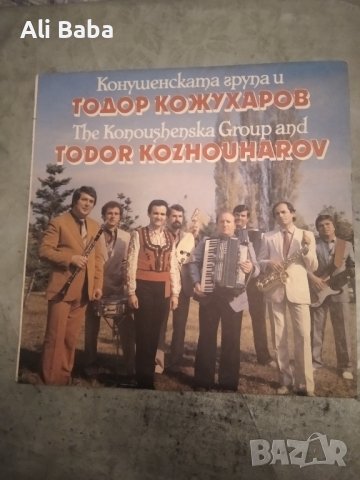 Ali Baba
Конушенската група и
ТОДОР КОЖУХАРОВ
The Konoushenska Group and
TODOR KOZHOUHAROV
BAZAR